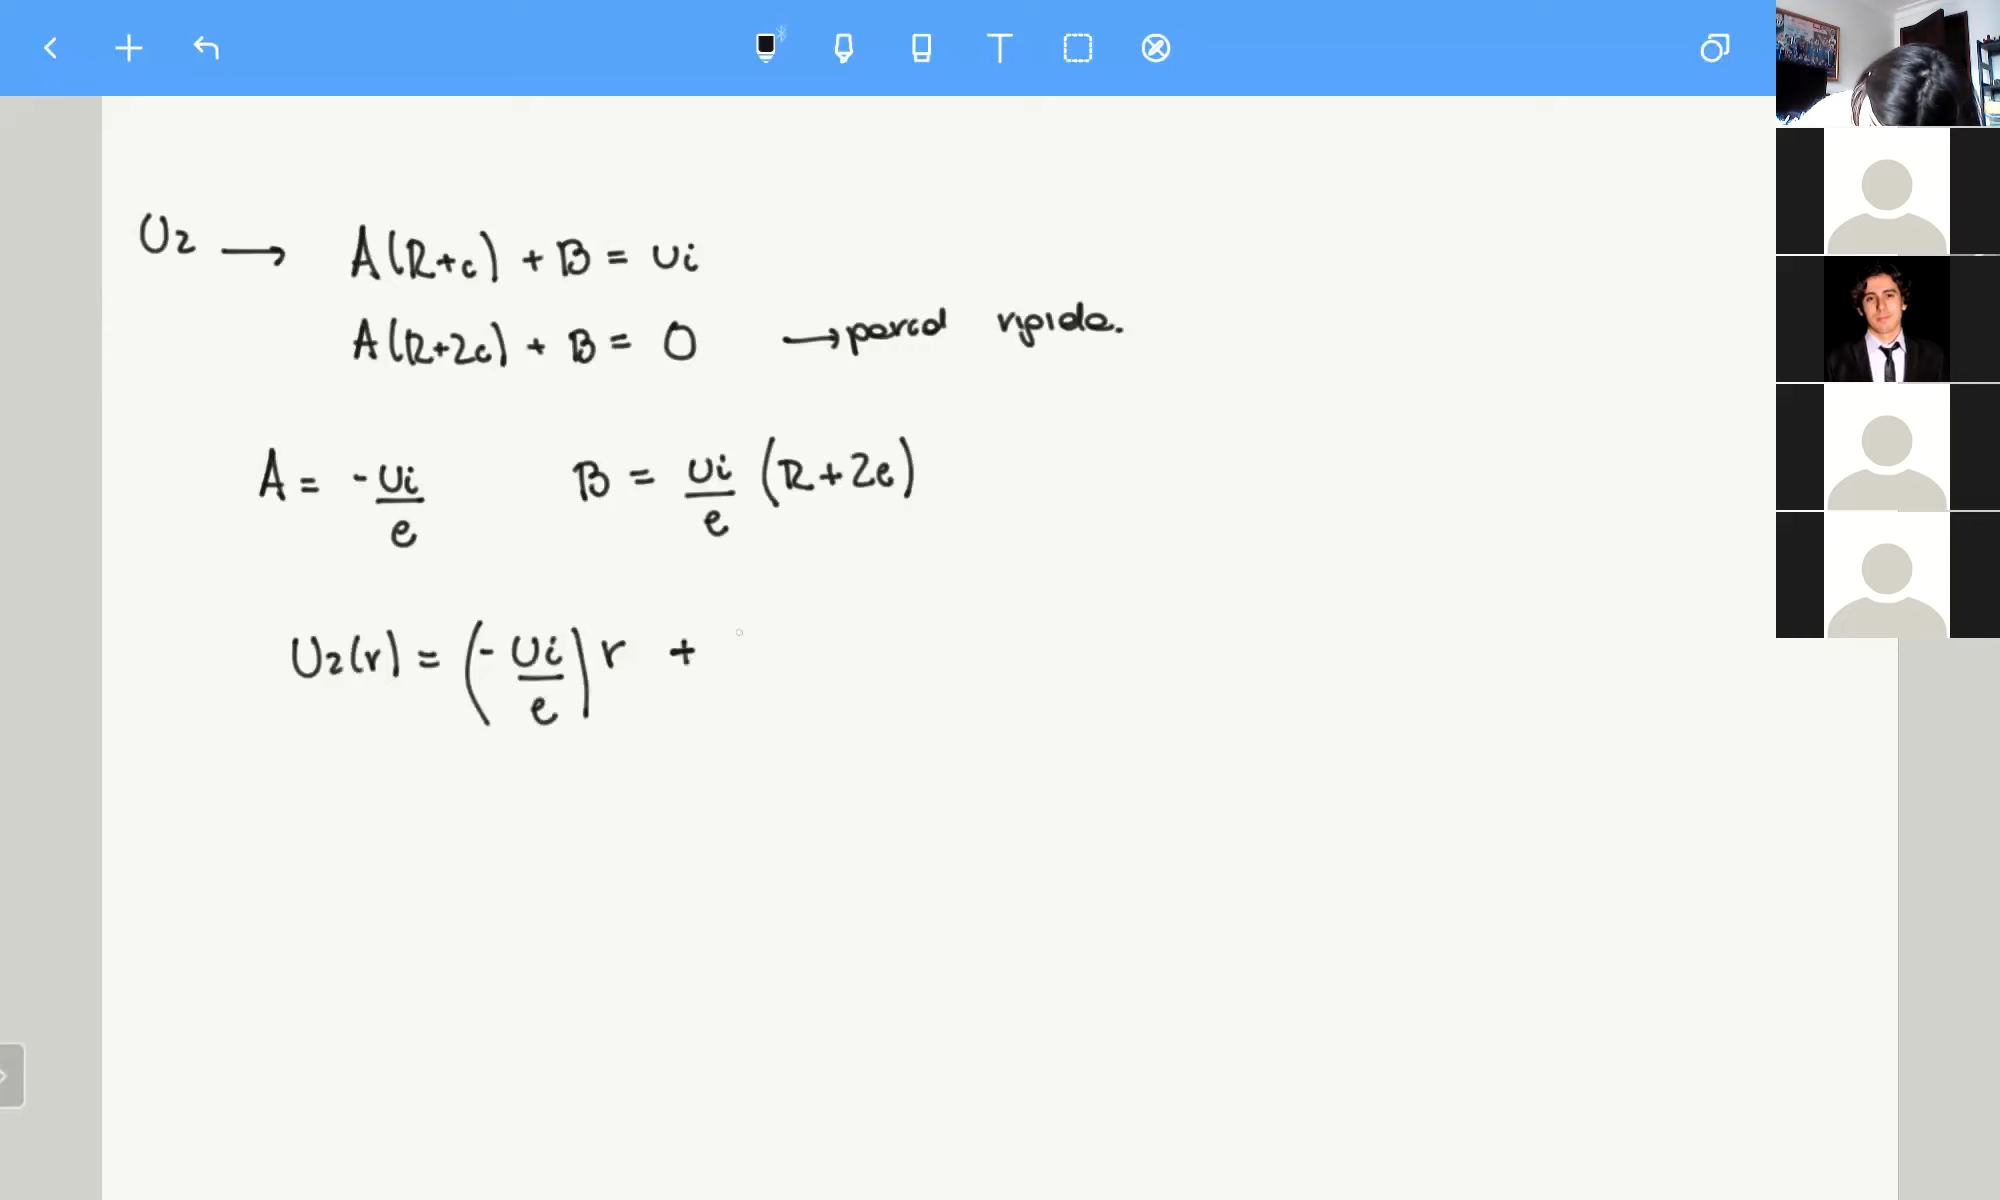 U2 → A(R+e) + B = ui
A(R+2e) + B = 0 → pared rigida.
A = -ui/e B = ui/e (R+2e)
U2(r) = (-ui/e) r +